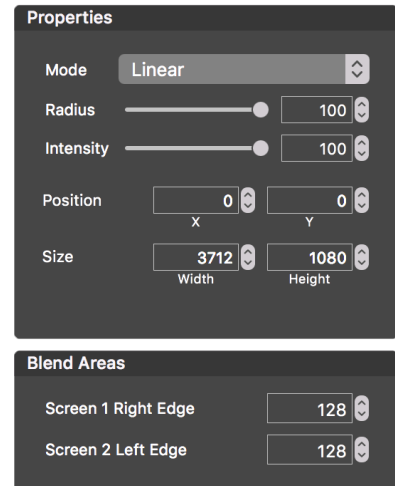 Properties
Mode Linear
Radius 100
Intensity 100
Position 0 0
X Y
Size 3712 1080
Width Height
Blend Areas
Screen 1 Right Edge 128
Screen 2 Left Edge 128